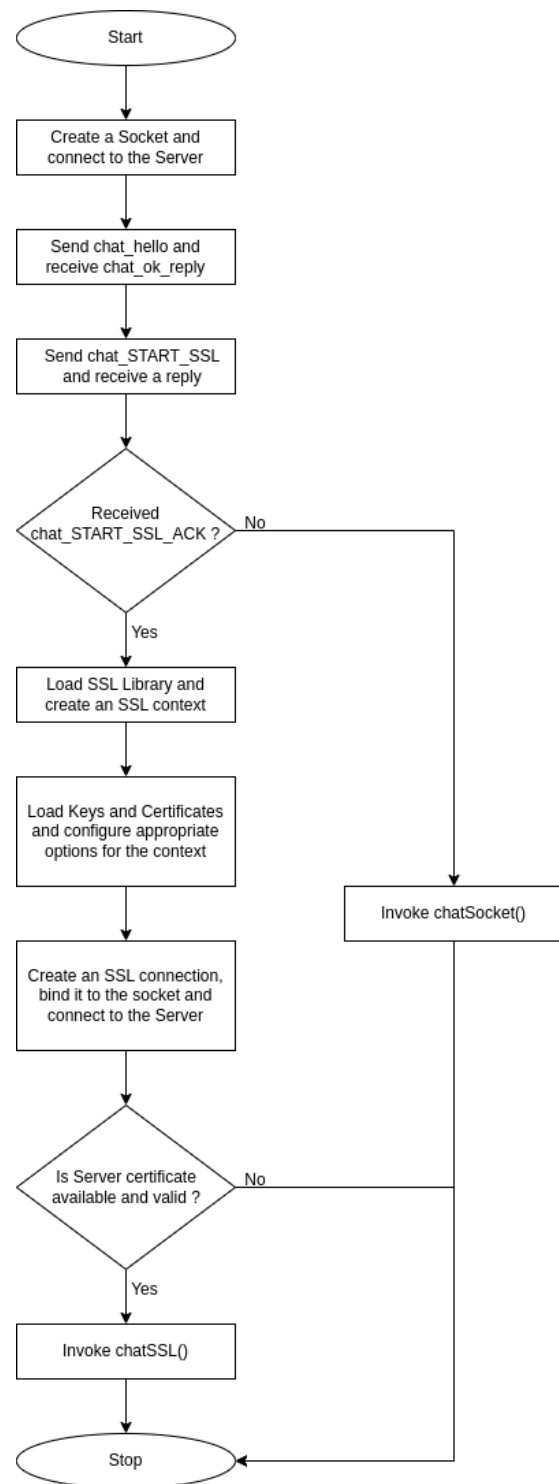 Start
Create a Socket and
connect to the Server
Send chat_hello and
receive chat_ok_reply
Send chat_START_SSL
and receive a reply
Received
chat_START_SSL_ACK ?
No
Yes
Load SSL Library and
create an SSL context
Load Keys and Certificates
and configure appropriate
options for the context
Invoke chatSocket()
Create an SSL connection,
bind it to the socket and
connect to the Server
Is Server certificate
available and valid ?
No
Yes
Invoke chatSSL()
Stop